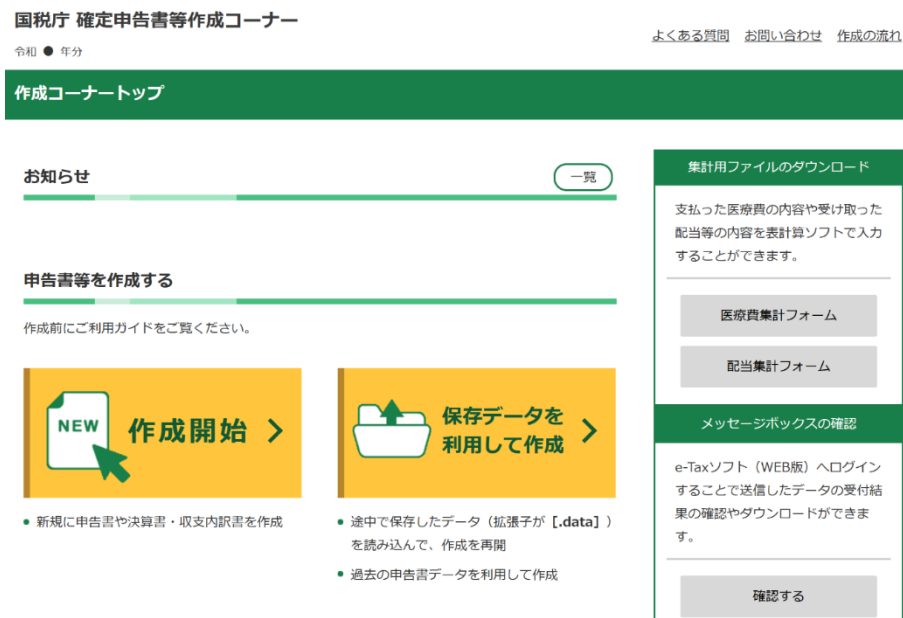 国税庁 確定申告書等作成コーナー
令和 ● 年分
よくある質問 お問い合わせ 作成の流れ
作成コーナートップ
お知らせ
一覧
申告書等を作成する
作成前にご利用ガイドをご覧ください。
NEW
作成開始
保存データを
利用して作成
・新規に申告書や決算書・収支内訳書を作成
・途中で保存したデータ（拡張子が［.data］）
を読み込んで、作成を再開
・過去の申告書データを利用して作成
集計用ファイルのダウンロード
支払った医療費の内容や受け取った
配当等の内容を表計算ソフトで入力
することができます。
医療費集計フォーム
配当集計フォーム
メッセージボックスの確認
e-Taxソフト（WEB版）へログイン
することで送信したデータの受付結
果の確認やダウンロードができま
す。
確認する